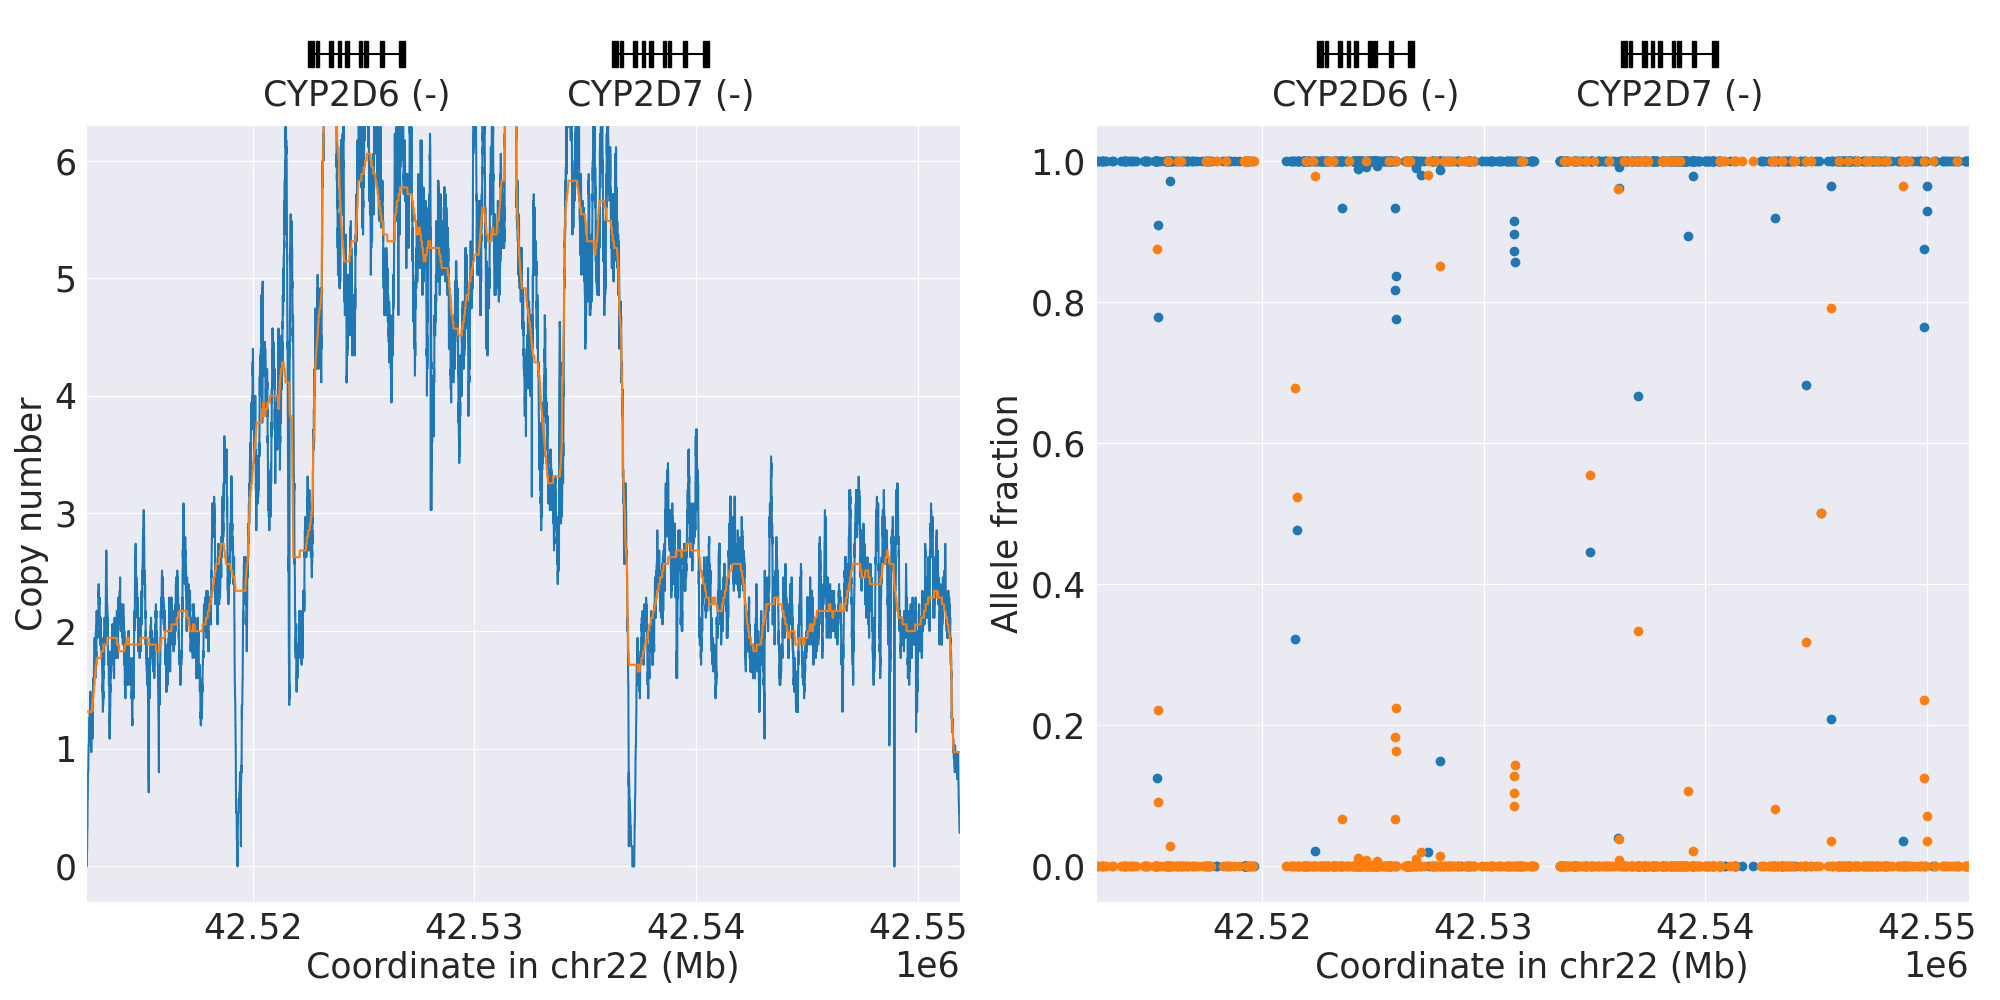 CYP2D6 (-) CYP2D7 (-)
6
5
4
3
2
1
0
Copy number
42.52 42.53 42.54 42.55
Coordinate in chr22 (Mb)
1e6
CYP2D6 (-) CYP2D7 (-)
1.0
0.8
0.6
0.4
0.2
0.0
Allele fraction
42.52 42.53 42.54 42.55
Coordinate in chr22 (Mb)
1e6